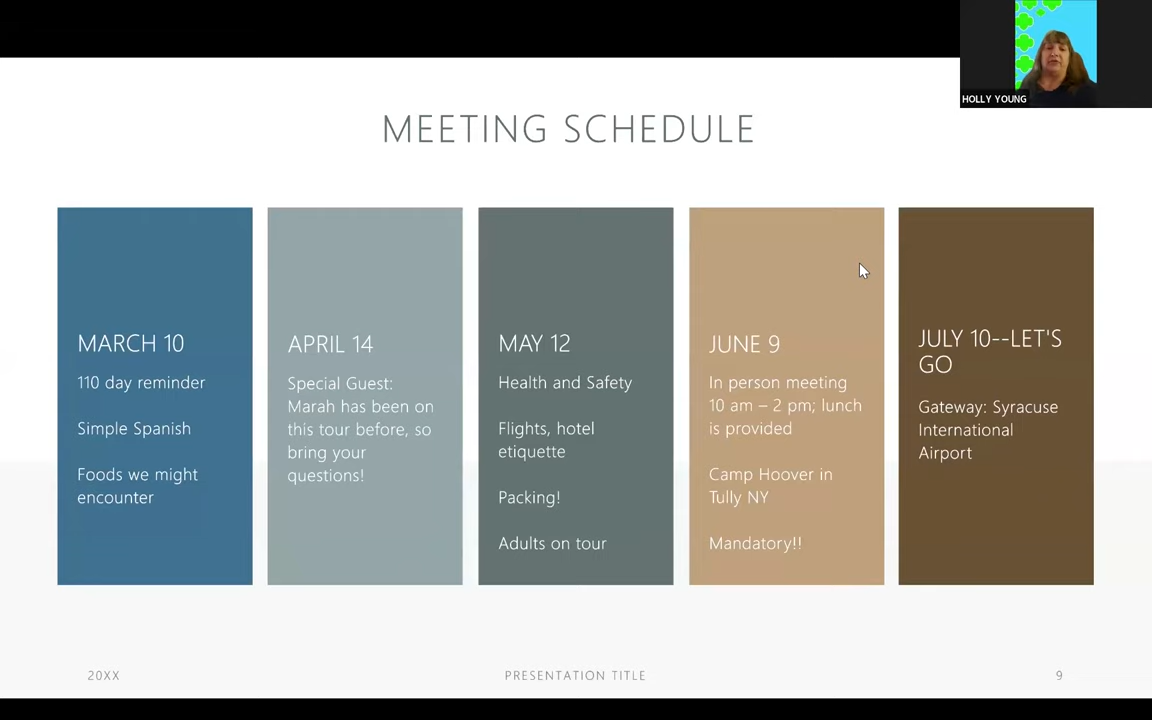 HOLLY YOUNG
MEETING SCHEDULE
MARCH 10
110 day reminder
Simple Spanish
Foods we might
encounter
APRIL 14
Special Guest:
Marah has been on
this tour before, so
bring your
questions!
MAY 12
Health and Safety
Flights, hotel
etiquette
Packing!
Adults on tour
JUNE 9
In person meeting
10 am – 2 pm; lunch
is provided
Camp Hoover in
Tully NY
Mandatory!!
JULY 10--LET'S
GO
Gateway: Syracuse
International
Airport
20XX
PRESENTATION TITLE
9